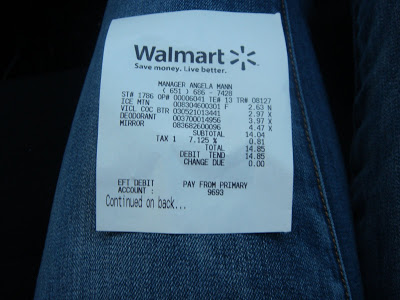 Walmart
Save money. Live better.
MANAGER ANGELA MANN
( 651 ) 686 - 7428
ST# 1786 OP# 00006041 TE# 13 TR# 08127
ICE MTN 008304600301 F 2.63 N
VICL COC BTR 030521013441 2.97 X
DEODORANT 003700014956 3.97 X
MIRROR 083682600096 4.47 X
SUBTOTAL 14.04
TAX 1 7.125 % 0.81
TOTAL 14.85
DEBIT TEND 14.85
CHANGE DUE 0.00
EFT DEBIT PAY FROM PRIMARY
ACCOUNT : 9693
Continued on back...